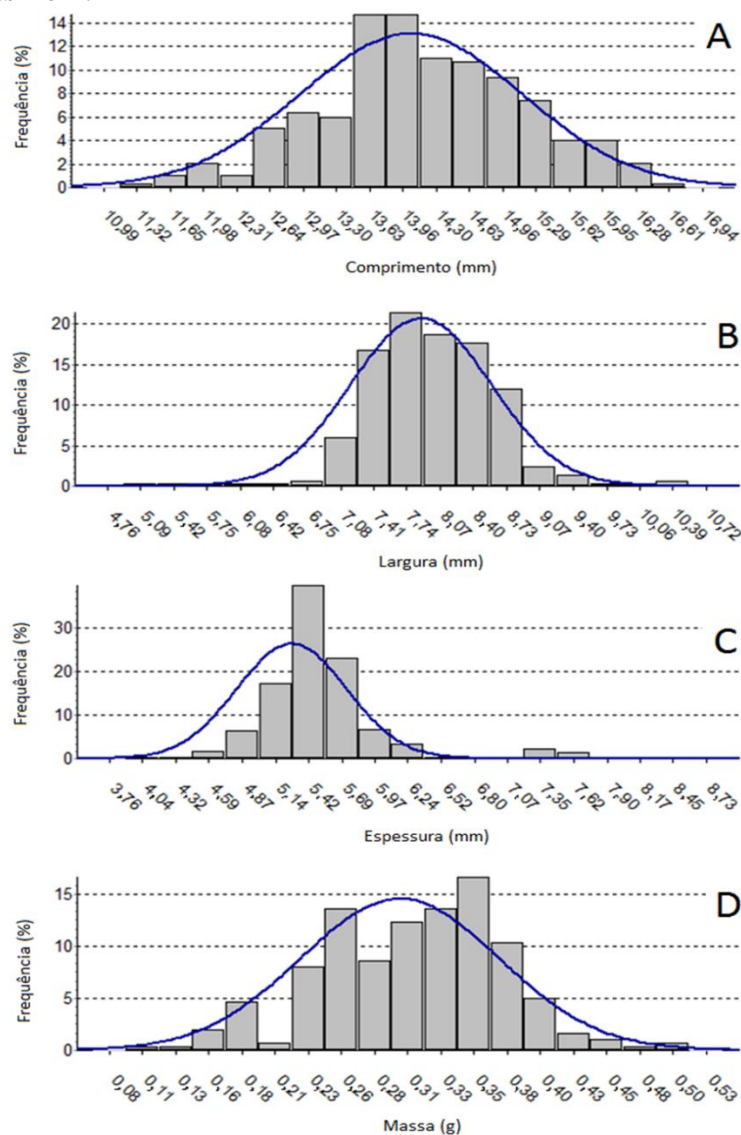 A
Frequência (%)
14
12
10
8
6
4
2
0
10,99 11,32 11,65 11,98 12,31 12,64 12,97 13,30 13,63 13,96 14,30 14,63 14,96 15,29 15,62 15,95 16,28 16,61 16,94
Comprimento (mm)
B
Frequência (%)
20
15
10
5
0
4,76 5,09 5,42 5,75 6,08 6,42 6,75 7,08 7,41 7,74 8,07 8,40 8,73 9,07 9,40 9,73 10,06 10,39 10,72
Largura (mm)
C
Frequência (%)
30
20
10
0
3,76 4,04 4,32 4,59 4,87 5,14 5,42 5,69 5,97 6,24 6,52 6,80 7,07 7,35 7,62 7,90 8,17 8,45 8,73
Espessura (mm)
D
Frequência (%)
15
10
5
0
0,08 0,11 0,13 0,16 0,18 0,21 0,23 0,26 0,28 0,31 0,33 0,35 0,38 0,40 0,43 0,45 0,48 0,50 0,53
Massa (g)